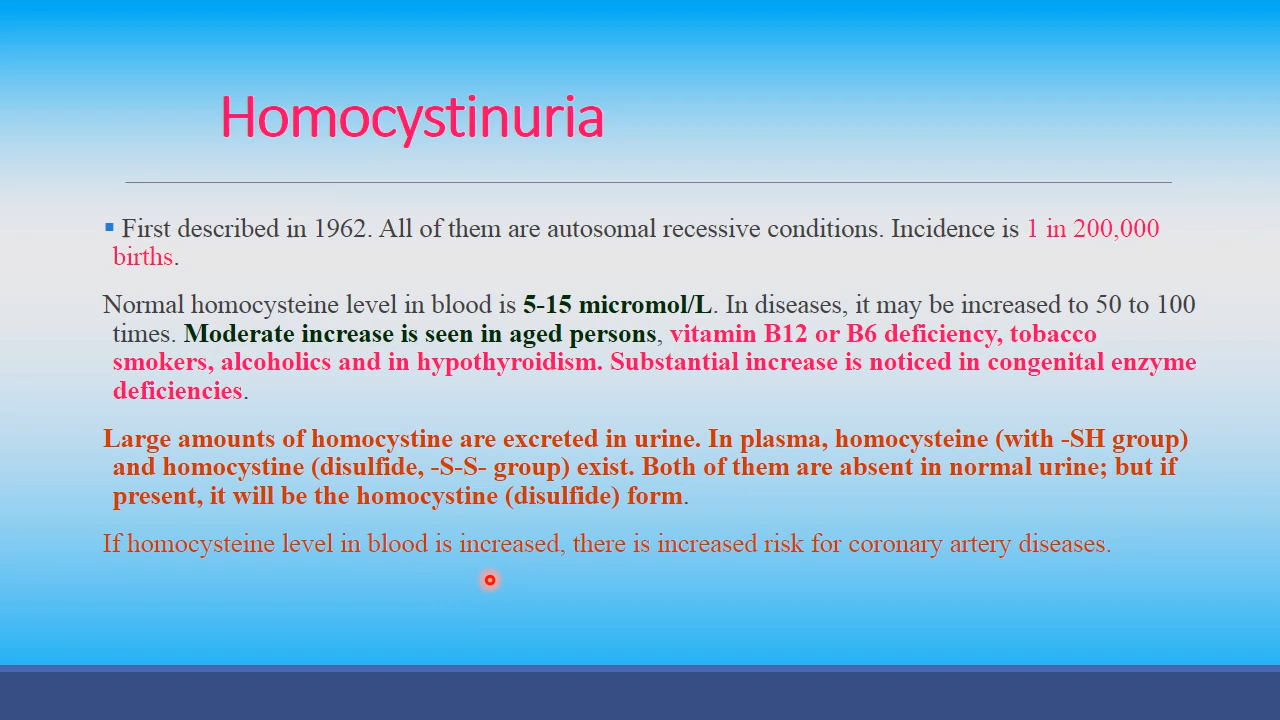 Homocystinuria
▪ First described in 1962. All of them are autosomal recessive conditions. Incidence is 1 in 200,000
births.
Normal homocysteine level in blood is 5-15 micromol/L. In diseases, it may be increased to 50 to 100
times. Moderate increase is seen in aged persons, vitamin B12 or B6 deficiency, tobacco
smokers, alcoholics and in hypothyroidism. Substantial increase is noticed in congenital enzyme
deficiencies.
Large amounts of homocystine are excreted in urine. In plasma, homocysteine (with -SH group)
and homocystine (disulfide, -S-S- group) exist. Both of them are absent in normal urine; but if
present, it will be the homocystine (disulfide) form.
If homocysteine level in blood is increased, there is increased risk for coronary artery diseases.